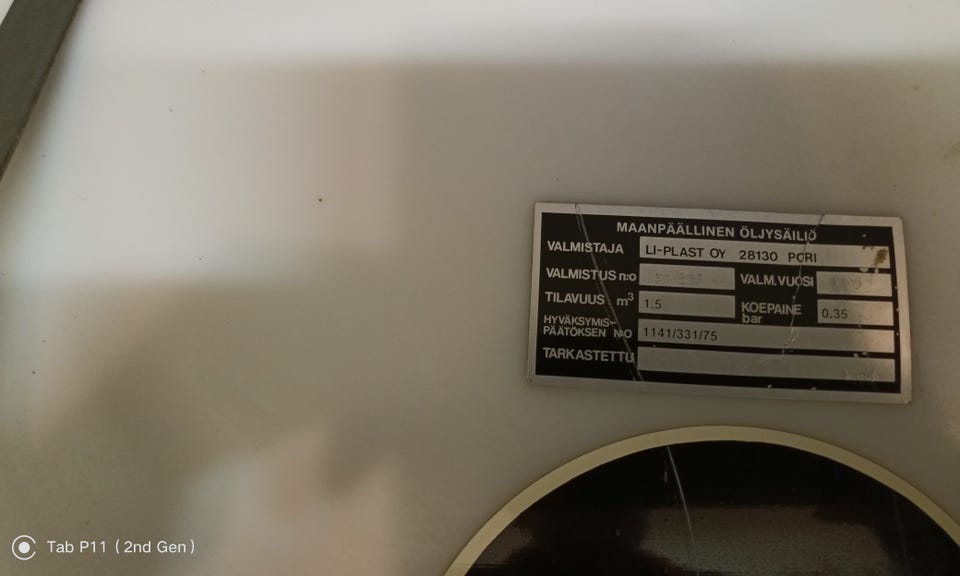 MAANPÄÄLLINEN ÖLJYSÄILIÖ
VALMISTAJA LI-PLAST OY 28130 PORI
VALMISTUS n:o VALM.VUOSI
TILAVUUS m³ 1.5 KOEPAINE bar 0.35
HYVÄKSYMIS-
PÄÄTÖKSEN N:O 1141/331/75
TARKASTETTU
Tab P11 (2nd Gen)